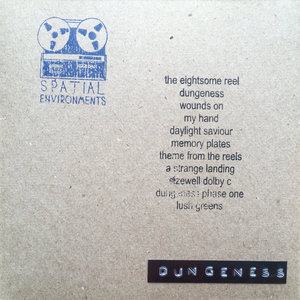 SPATIAL
ENVIRONMENTS
the eightsome reel
dungeness
wounds on
my hand
daylight saviour
memory plates
theme from the reels
a strange landing
sizewell dolby c
dungeness phase one
lush greens
DUNGENESS